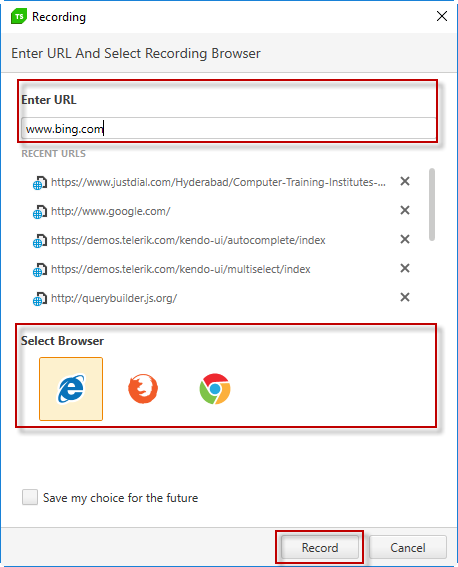 TS Recording
Enter URL And Select Recording Browser
Enter URL
www.bing.com
RECENT URLS
https://www.justdial.com/Hyderabad/Computer-Training-Institutes-...
http://www.google.com/
https://demos.telerik.com/kendo-ui/autocomplete/index
https://demos.telerik.com/kendo-ui/multiselect/index
http://querybuilder.js.org/
Select Browser
Save my choice for the future
Record Cancel